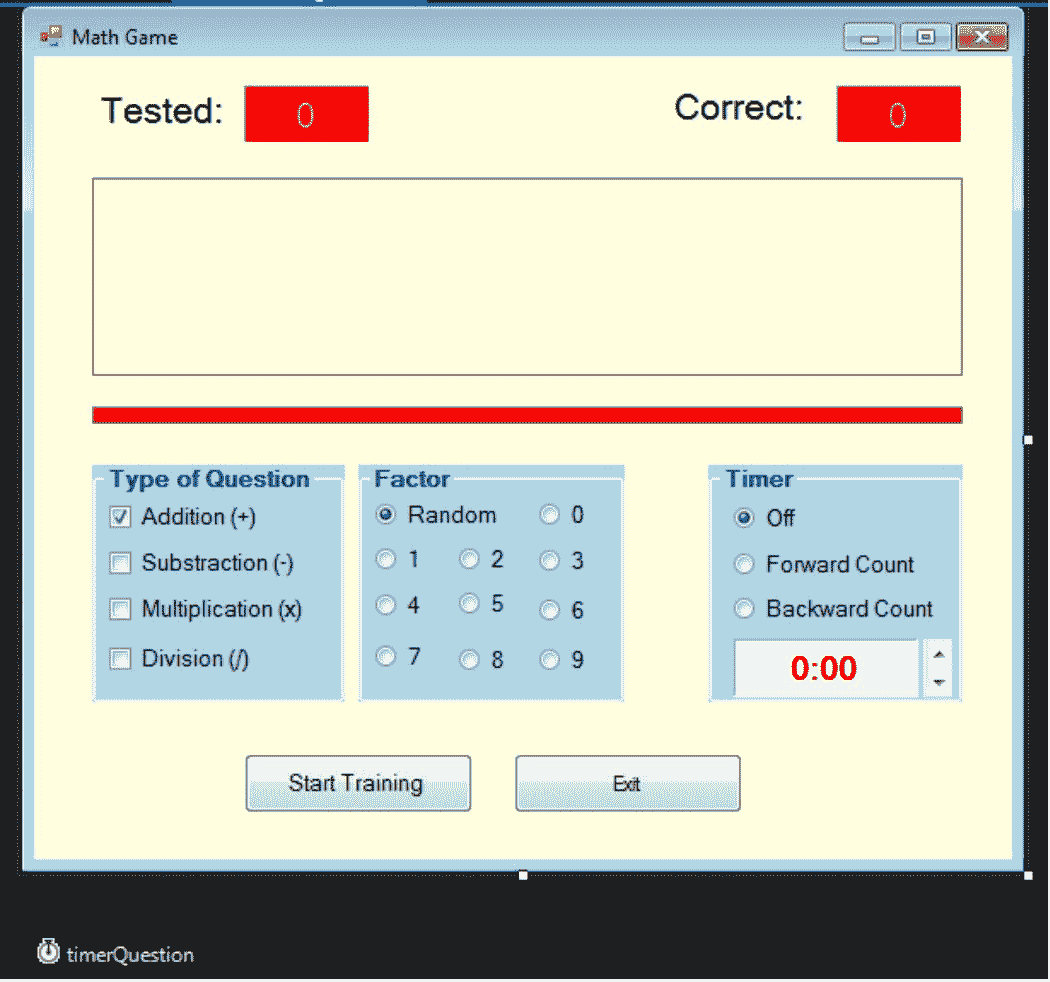 Math Game
Tested: 0 Correct: 0
Type of Question
Addition (+)
Substraction (-)
Multiplication (x)
Division (/)
Factor
Random 0
1 2 3
4 5 6
7 8 9
Timer
Off
Forward Count
Backward Count
0:00
Start Training Exit
timerQuestion